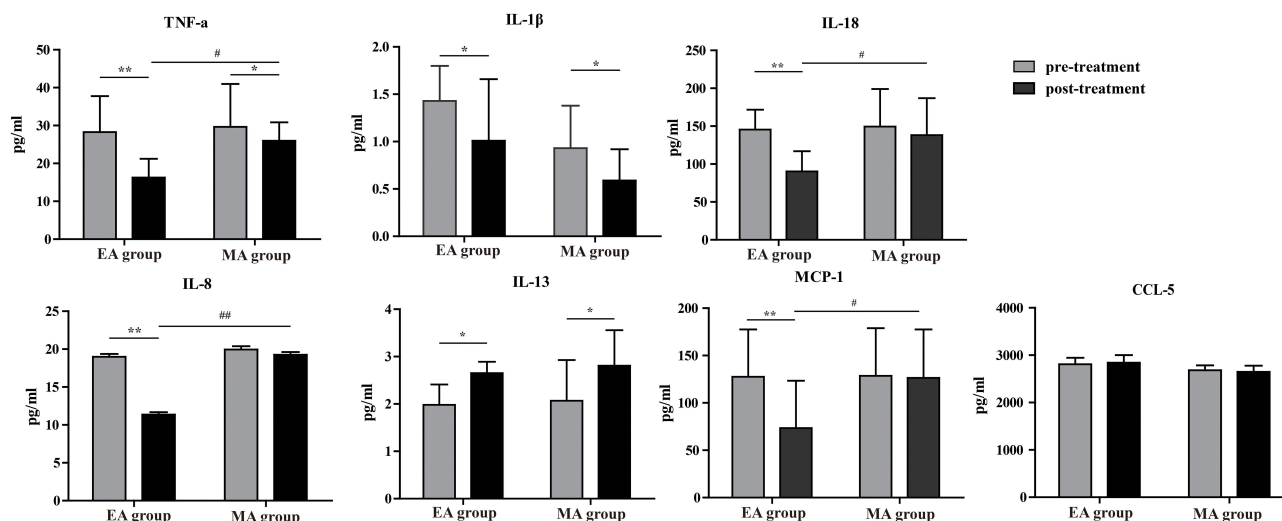 TNF-a
pg/ml
50
40
30
20
10
0
**
#
*
EA group
MA group
IL-1β
pg/ml
2.0
1.5
1.0
0.5
0.0
*
*
EA group
MA group
IL-18
pg/ml
250
200
150
100
50
0
**
#
EA group
MA group
pre-treatment
post-treatment
IL-8
pg/ml
25
20
15
10
5
0
**
##
EA group
MA group
IL-13
pg/ml
4
3
2
1
0
*
*
EA group
MA group
MCP-1
pg/ml
200
150
100
50
0
**
#
EA group
MA group
CCL-5
pg/ml
4000
3000
2000
1000
0
EA group
MA group